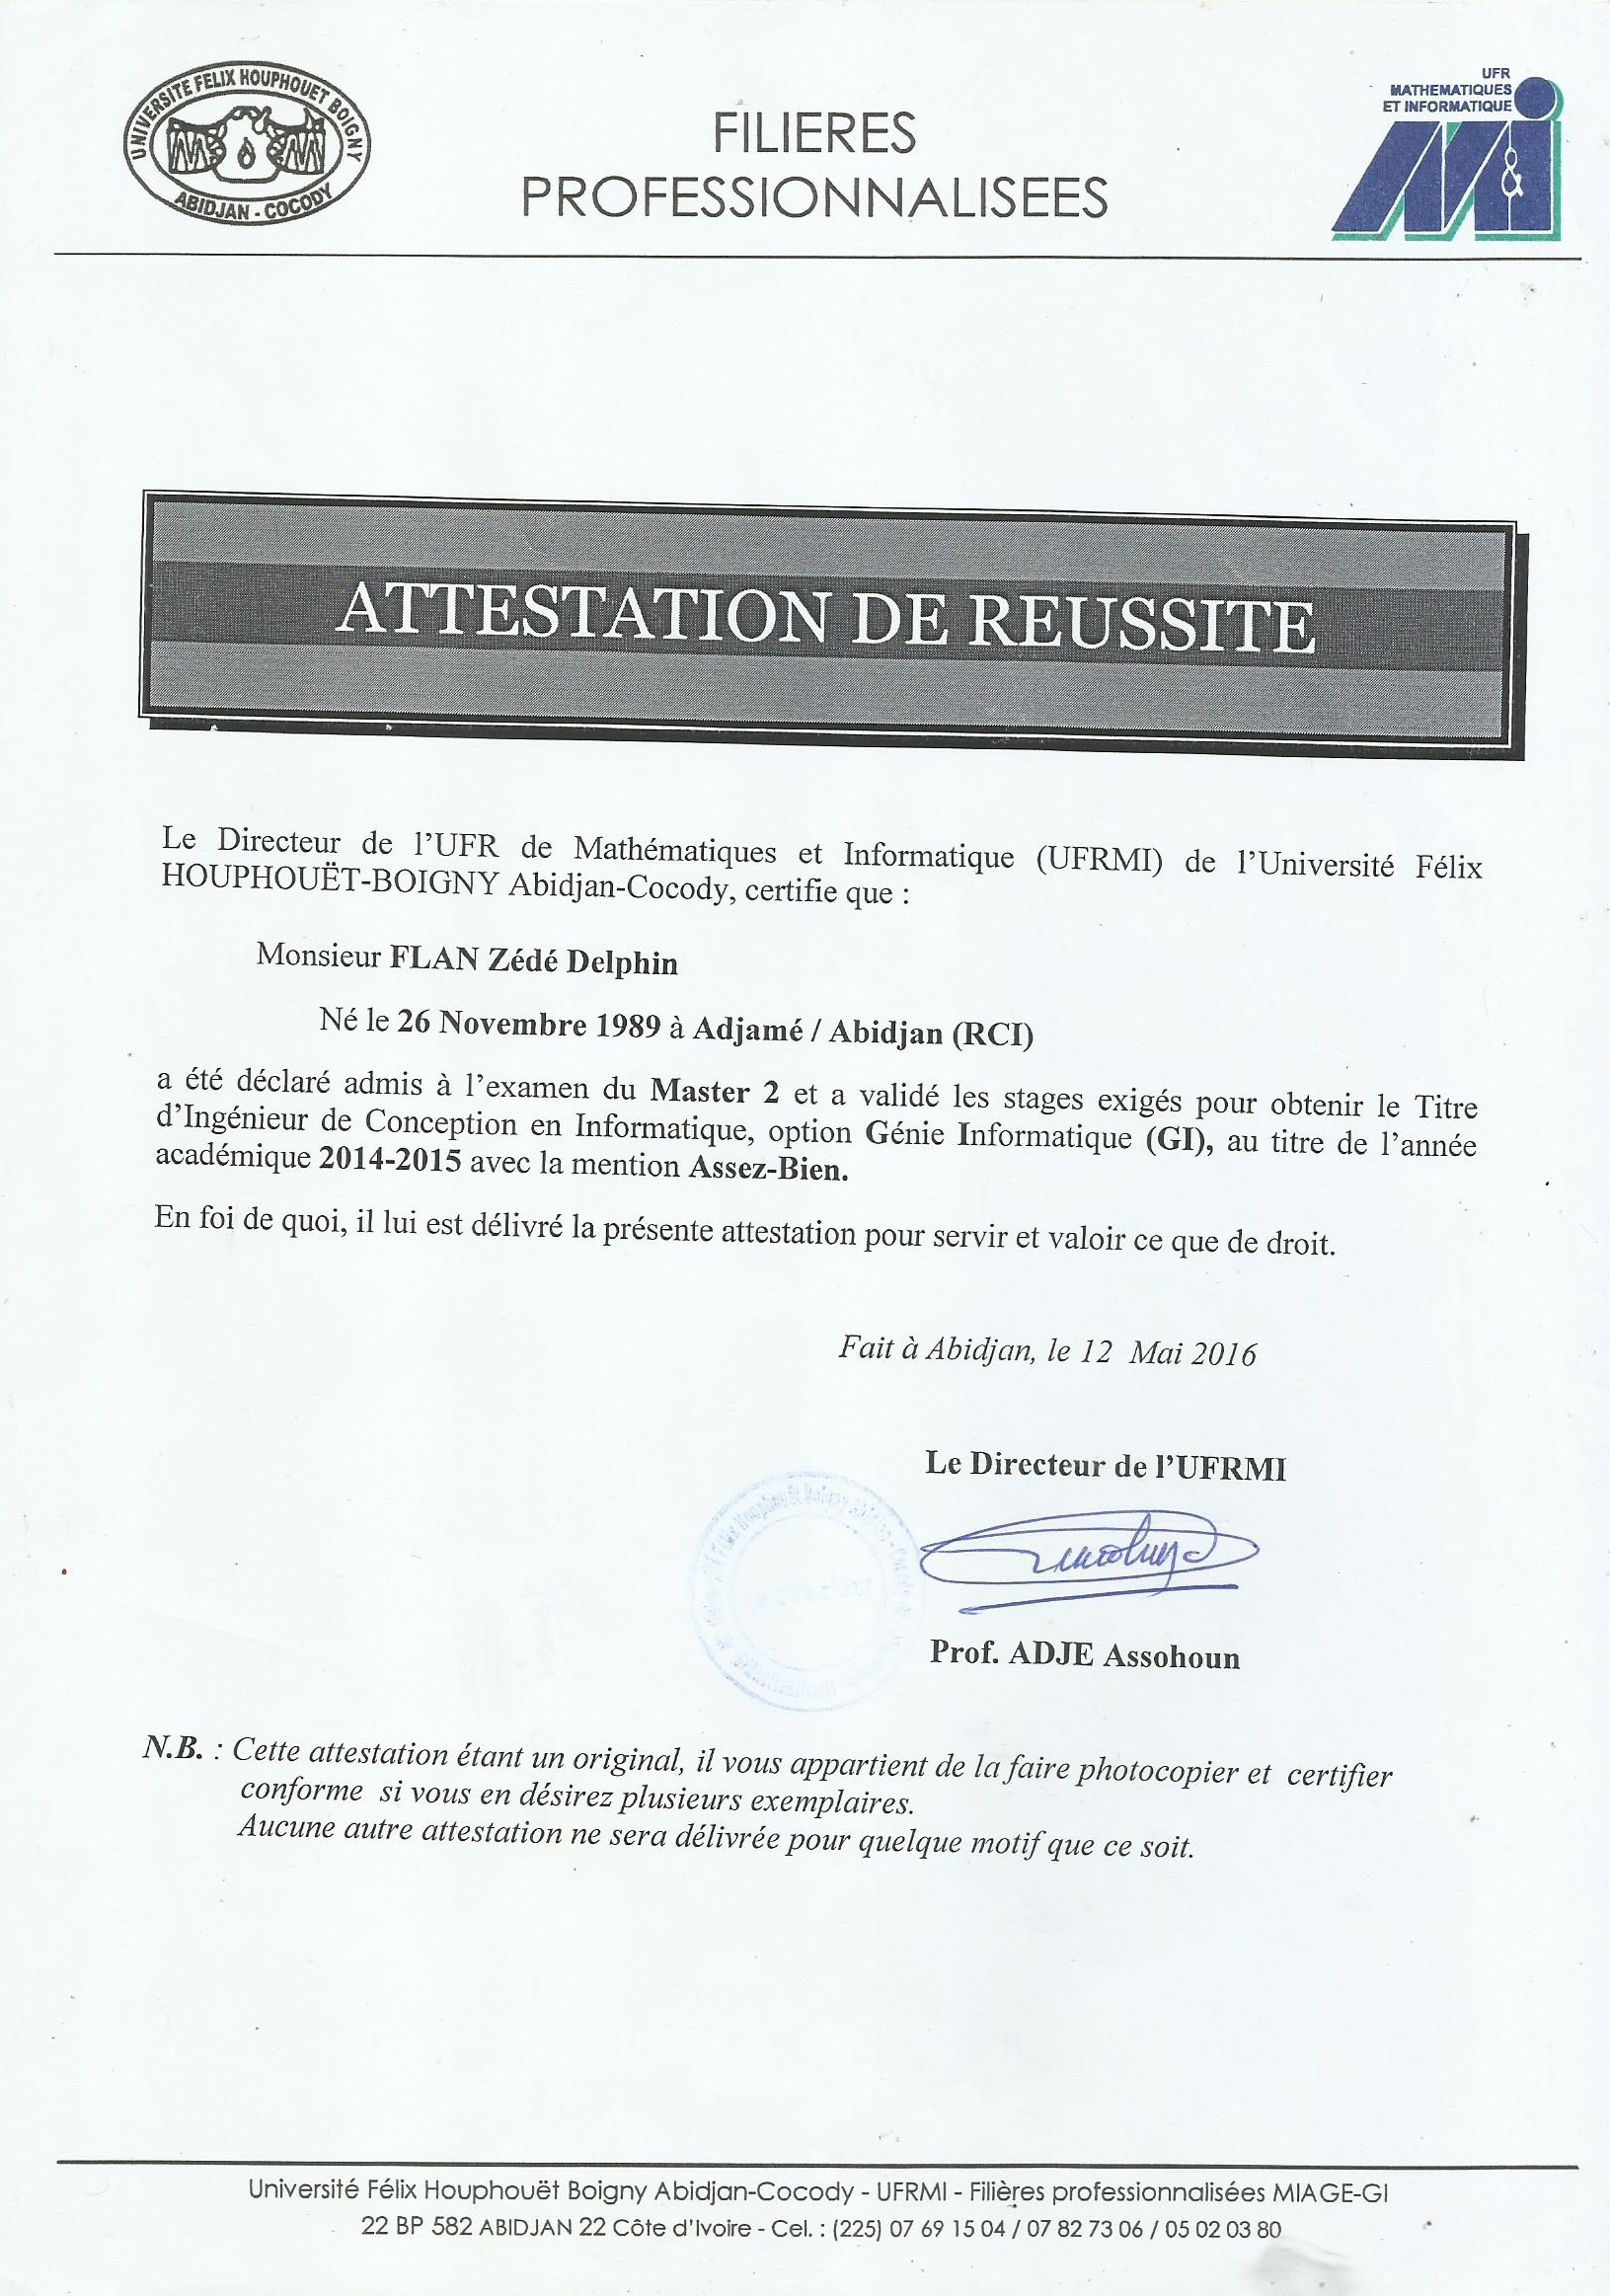 UNIVERSITE FELIX HOUPHOUET BOIGNY
ABIDJAN - COCODY
FILIERES
PROFESSIONNALISEES
UFR
MATHEMATIQUES
ET INFORMATIQUE
M&i
ATTESTATION DE REUSSITE
Le Directeur de l'UFR de Mathématiques et Informatique (UFRMI) de l'Université Félix
HOUPHOUËT-BOIGNY Abidjan-Cocody, certifie que :
Monsieur FLAN Zédé Delphin
Né le 26 Novembre 1989 à Adjamé / Abidjan (RCI)
a été déclaré admis à l'examen du Master 2 et a validé les stages exigés pour obtenir le Titre
d'Ingénieur de Conception en Informatique, option Génie Informatique (GI), au titre de l'année
académique 2014-2015 avec la mention Assez-Bien.
En foi de quoi, il lui est délivré la présente attestation pour servir et valoir ce que de droit.
Fait à Abidjan, le 12 Mai 2016
Le Directeur de l'UFRMI
Houphouët Boigny Abidjan
Le Directeur
Prof. ADJE Assohoun
N.B. : Cette attestation étant un original, il vous appartient de la faire photocopier et certifier
conforme si vous en désirez plusieurs exemplaires.
Aucune autre attestation ne sera délivrée pour quelque motif que ce soit.
Université Félix Houphouët Boigny Abidjan-Cocody - UFRMI - Filières professionnalisées MIAGE-GI
22 BP 582 ABIDJAN 22 Côte d'Ivoire - Cel. : (225) 07 69 15 04 / 07 82 73 06 / 05 02 03 80